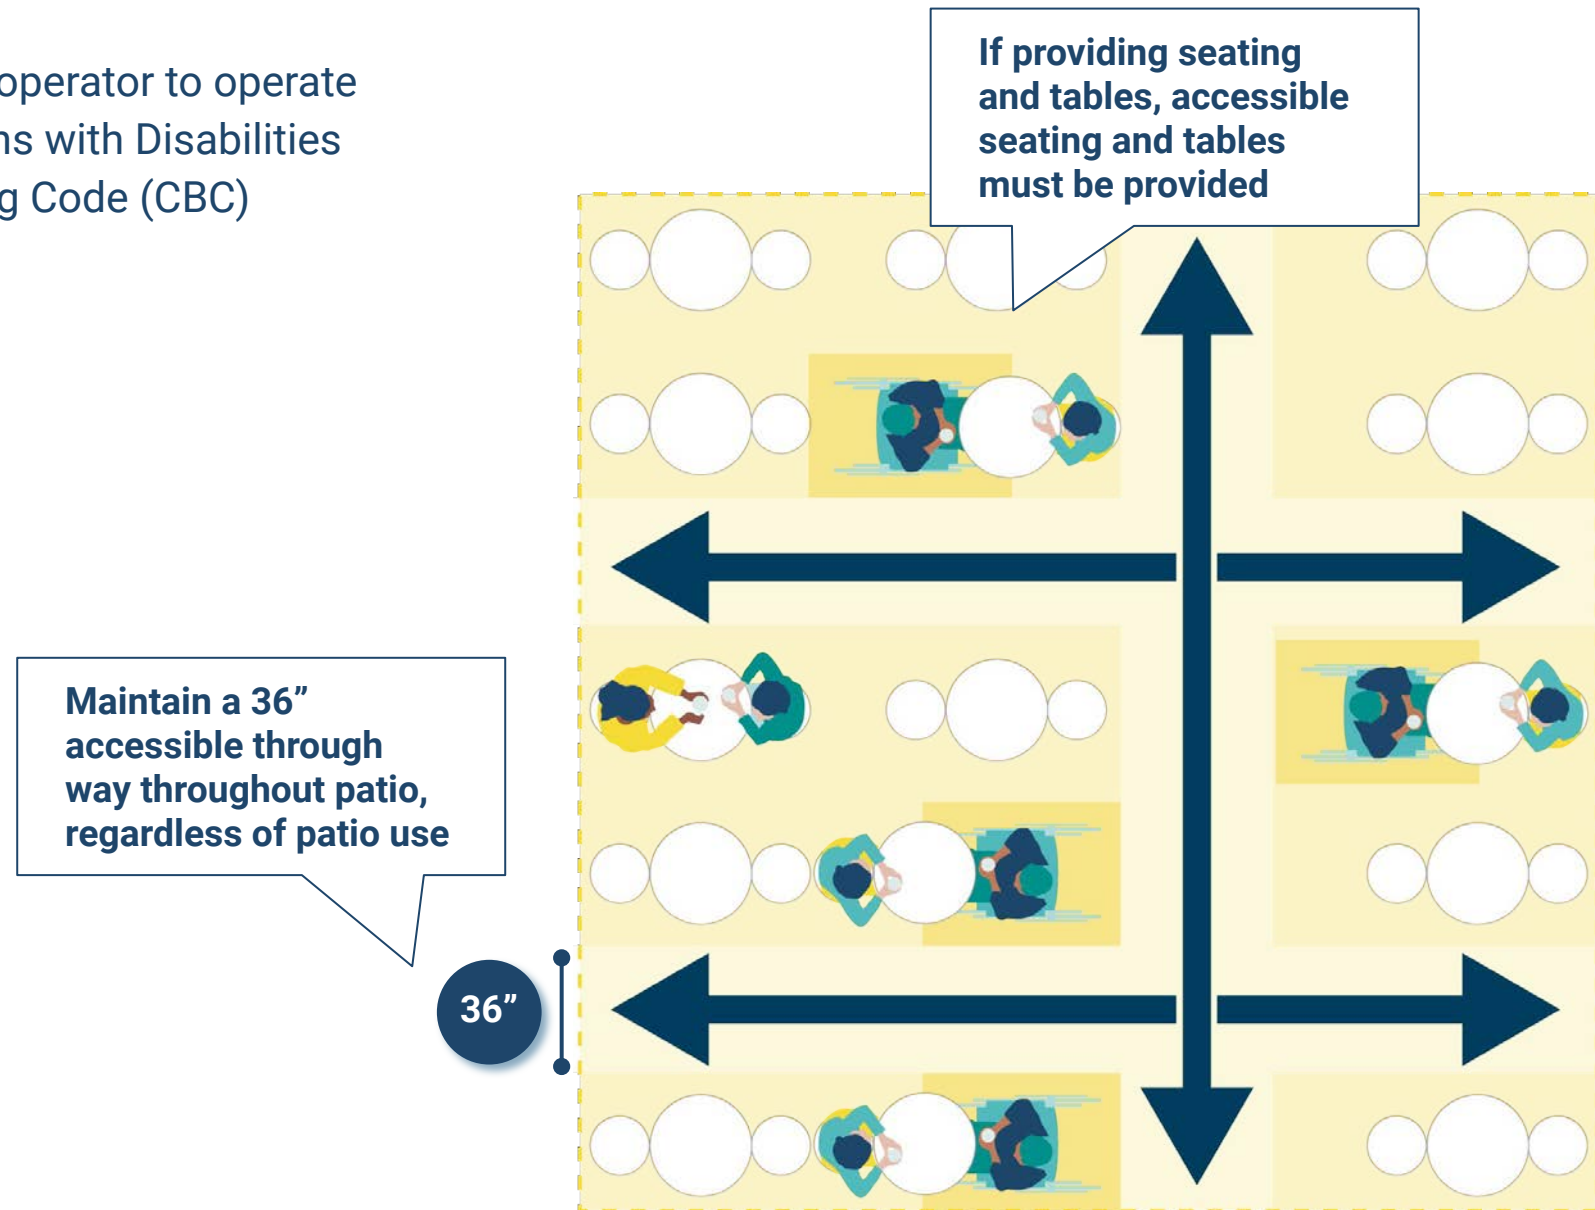 operator to operate
with Disabilities
Code (CBC)
If providing seating
and tables, accessible
seating and tables
must be provided
Maintain a 36”
accessible through
way throughout patio,
regardless of patio use
36”